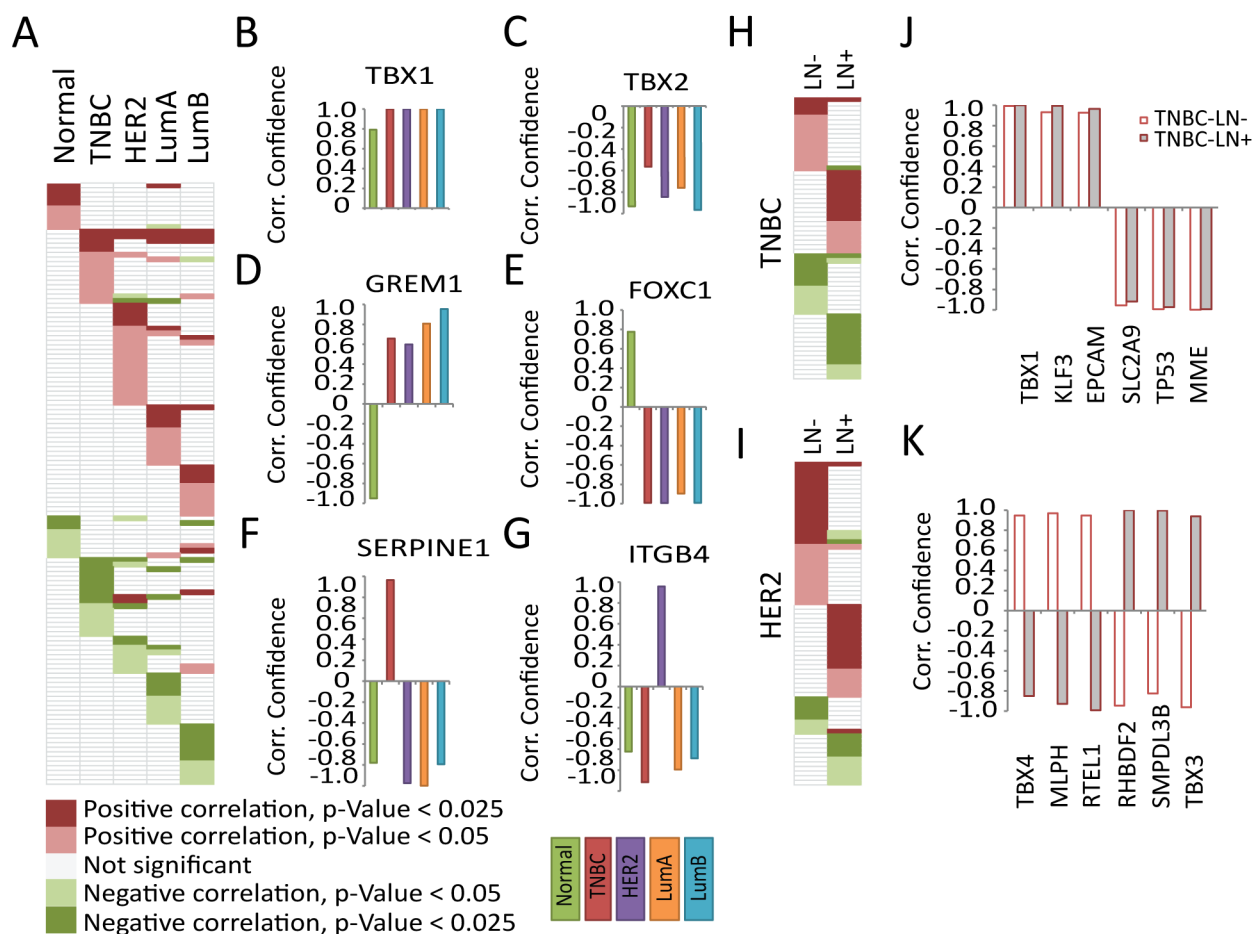 A
Normal
TNBC
HER2
LumA
LumB
Positive correlation, p-Value < 0.025
Positive correlation, p-Value < 0.05
Not significant
Negative correlation, p-Value < 0.05
Negative correlation, p-Value < 0.025
B
TBX1
Corr. Confidence
1.0
0.8
0.6
0.4
0.2
0
C
TBX2
Corr. Confidence
0
-0.2
-0.4
-0.6
-0.8
-1.0
D
GREM1
Corr. Confidence
1.0
0.8
0.6
0.4
0.2
0
-0.2
-0.4
-0.6
-0.8
-1.0
E
FOXC1
Corr. Confidence
1.0
0.8
0.6
0.4
0.2
0
-0.2
-0.4
-0.6
-0.8
-1.0
F
SERPINE1
Corr. Confidence
1.0
0.8
0.6
0.4
0.2
0
-0.2
-0.4
-0.6
-0.8
-1.0
G
ITGB4
Corr. Confidence
1.0
0.8
0.6
0.4
0.2
0
-0.2
-0.4
-0.6
-0.8
-1.0
Normal
TNBC
HER2
LumA
LumB
H
LN-
LN+
TNBC
I
LN-
LN+
HER2
J
Corr. Confidence
1.0
0.8
0.6
0.4
0.2
0
-0.2
-0.4
-0.6
-0.8
-1.0
TNBC-LN-
TNBC-LN+
TBX1
KLF3
EPCAM
SLC2A9
TP53
MME
K
Corr. Confidence
1.0
0.8
0.6
0.4
0.2
0
-0.2
-0.4
-0.6
-0.8
-1.0
TBX4
MLPH
RTEL1
RHBDF2
SMPDL3B
TBX3